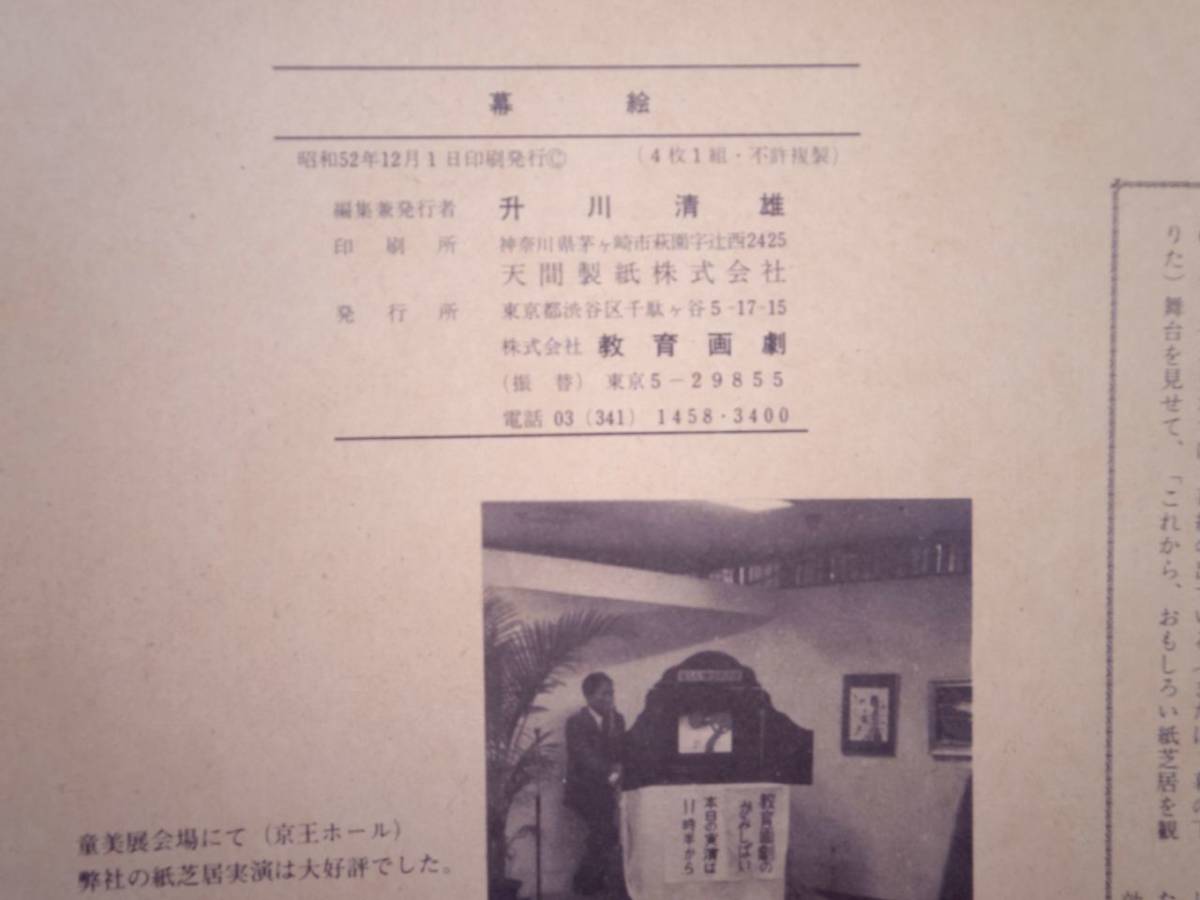 幕 絵
昭和52年12月1日印刷発行Ⓒ (4枚1組・不許複製)
編集兼発行者 升川清雄
印刷所 神奈川県茅ヶ崎市萩園字辻西2425
天間製紙株式会社
発行所 東京都渋谷区千駄ヶ谷5-17-15
株式会社 教育画劇
(振替) 東京5-29855
電話 03 (341) 1458・3400
りた) 舞台を見せて、「これから、おもしろい紙芝居を観
教育画劇の
かみしばい
本日の実演は
11時半から
童美展会場にて (京王ホール)
弊社の紙芝居実演は大好評でした。